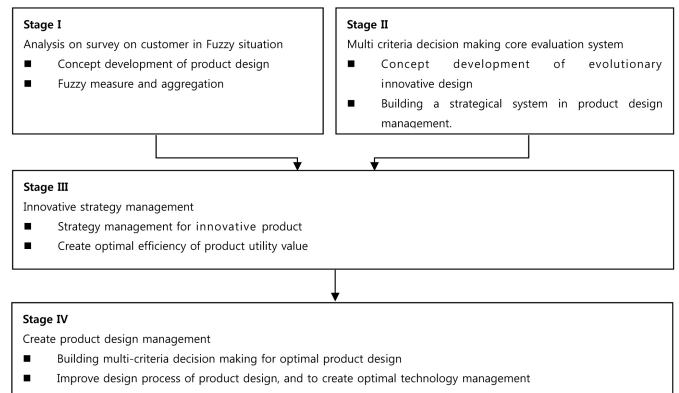 Stage I
Analysis on survey on customer in Fuzzy situation
■ Concept development of product design
■ Fuzzy measure and aggregation
Stage II
Multi criteria decision making core evaluation system
■ Concept development of evolutionary
innovative design
■ Building a strategical system in product design
management.
Stage III
Innovative strategy management
■ Strategy management for innovative product
■ Create optimal efficiency of product utility value
Stage IV
Create product design management
■ Building multi-criteria decision making for optimal product design
■ Improve design process of product design, and to create optimal technology management